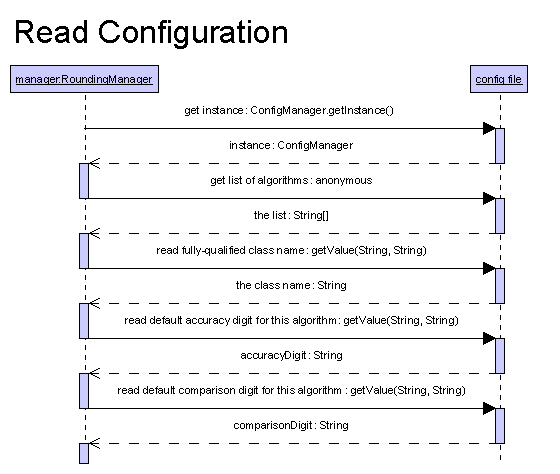 Read Configuration
manager:RoundingManager
config file
get instance : ConfigManager.getInstance()
instance : ConfigManager
get list of algorithms : anonymous
the list : String[]
read fully-qualified class name : getValue(String, String)
the class name : String
read default accuracy digit for this algorithm : getValue(String, String)
accuracyDigit : String
read default comparison digit for this algorithm : getValue(String, String)
comparisonDigit : String